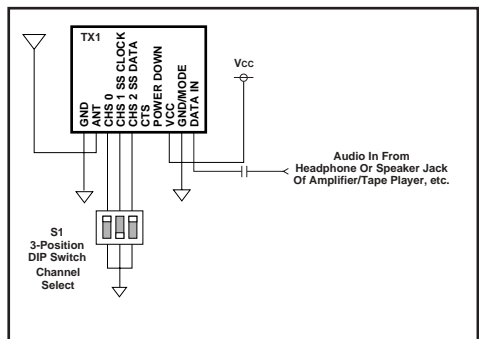 TX1
GND
ANT
CHS 0
CHS 1 SS CLOCK
CHS 2 SS DATA
CTS
POWER DOWN
VCC
GND/MODE
DATA IN
Vcc
Audio In From
Headphone Or Speaker Jack
Of Amplifier/Tape Player, etc.
S1
3-Position
DIP Switch
Channel
Select